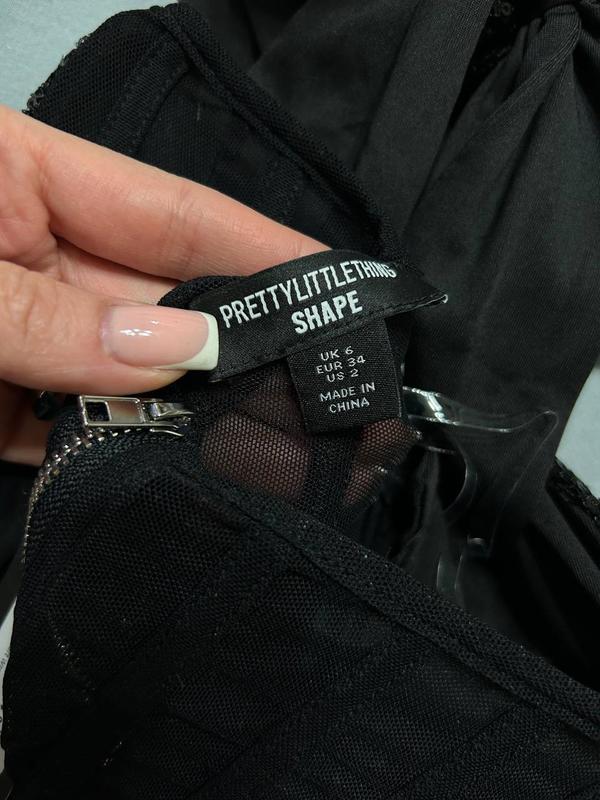 PRETTYLITTLETHING
SHAPE
UK 6
EUR 34
US 2
MADE IN
CHINA